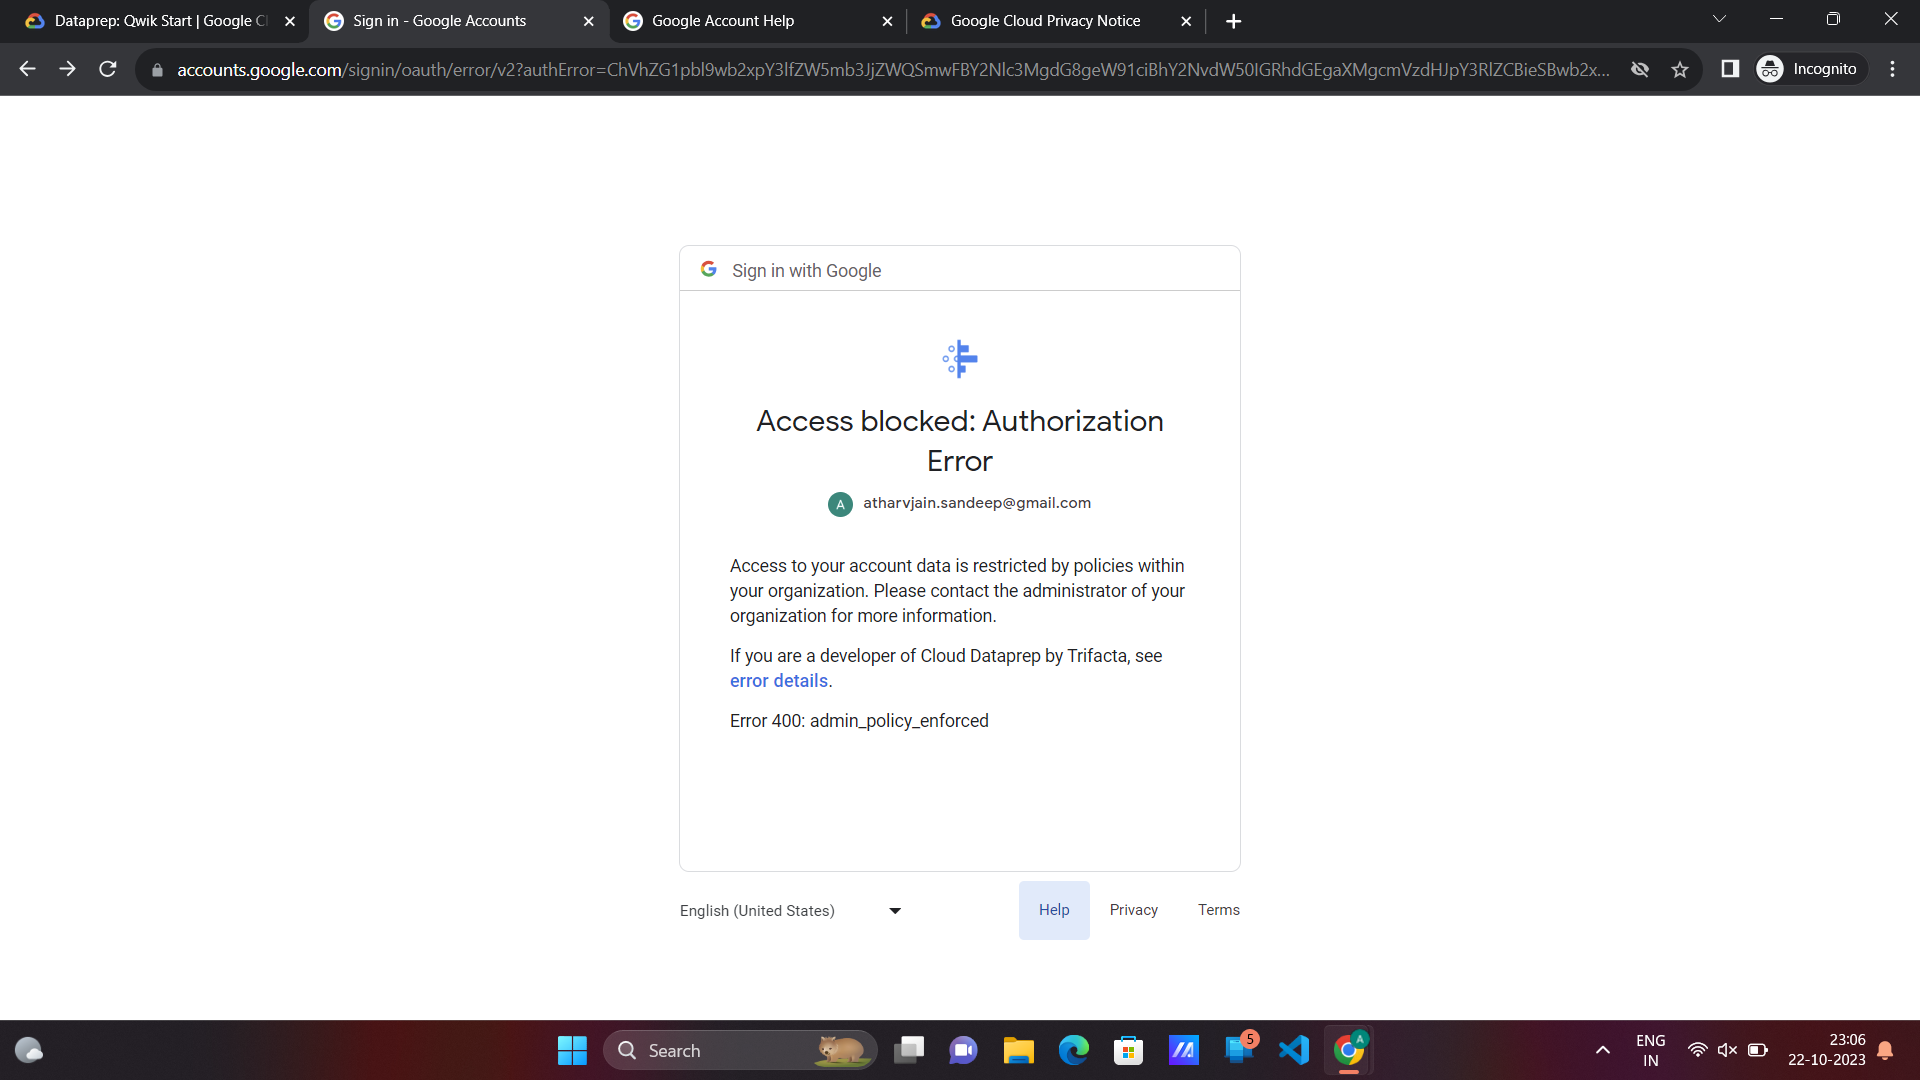 Dataprep: Qwik Start | Google Cl
Sign in - Google Accounts
Google Account Help
Google Cloud Privacy Notice
accounts.google.com/signin/oauth/error/v2?authError=ChVhZG1pbl9wb2xpY3lfZW5mb3JjZWQSmwFBY2Nlc3MgdG8geW91ciBhY2NvdW50IGRhdGEgaXMgcmVzdHJpY3RlZCBieSBwb2x...
Incognito
Sign in with Google
Access blocked: Authorization
Error
A
atharvjain.sandeep@gmail.com
Access to your account data is restricted by policies within
your organization. Please contact the administrator of your
organization for more information.
If you are a developer of Cloud Dataprep by Trifacta, see
error details.
Error 400: admin_policy_enforced
English (United States)
Help
Privacy
Terms
Search
5
A
ENG
IN
23:06
22-10-2023